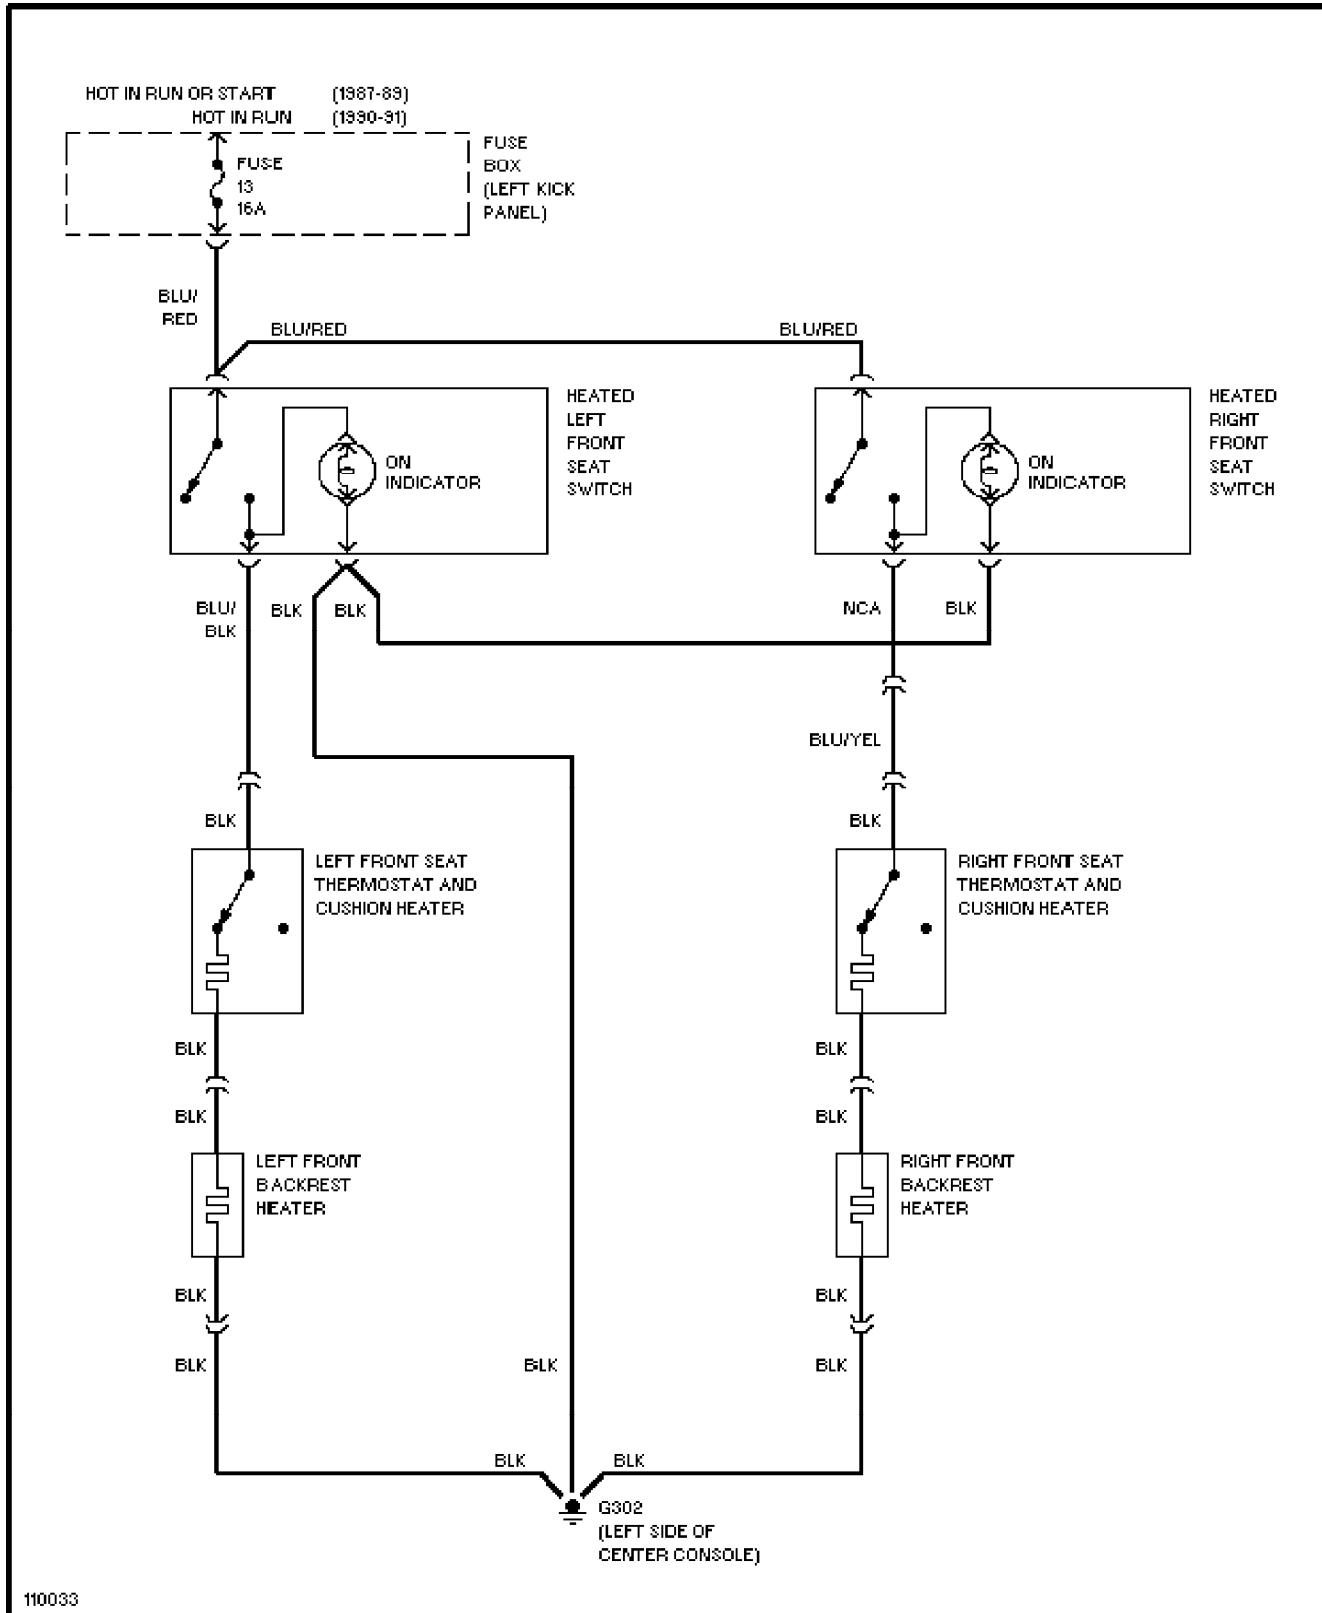 HOT IN RUN OR START (1987-89)
HOT IN RUN (1990-91)
FUSE
13
16A
FUSE
BOX
(LEFT KICK
PANEL)
BLU/
RED
BLU/RED
BLU/RED
ON
INDICATOR
HEATED
LEFT
FRONT
SEAT
SWITCH
ON
INDICATOR
HEATED
RIGHT
FRONT
SEAT
SWITCH
BLU/
BLK
BLK
BLK
NCA
BLK
BLU/YEL
BLK
BLK
LEFT FRONT SEAT
THERMOSTAT AND
CUSHION HEATER
RIGHT FRONT SEAT
THERMOSTAT AND
CUSHION HEATER
BLK
BLK
BLK
BLK
LEFT FRONT
BACKREST
HEATER
RIGHT FRONT
BACKREST
HEATER
BLK
BLK
BLK
BLK
BLK
BLK
BLK
G302
(LEFT SIDE OF
CENTER CONSOLE)
110033